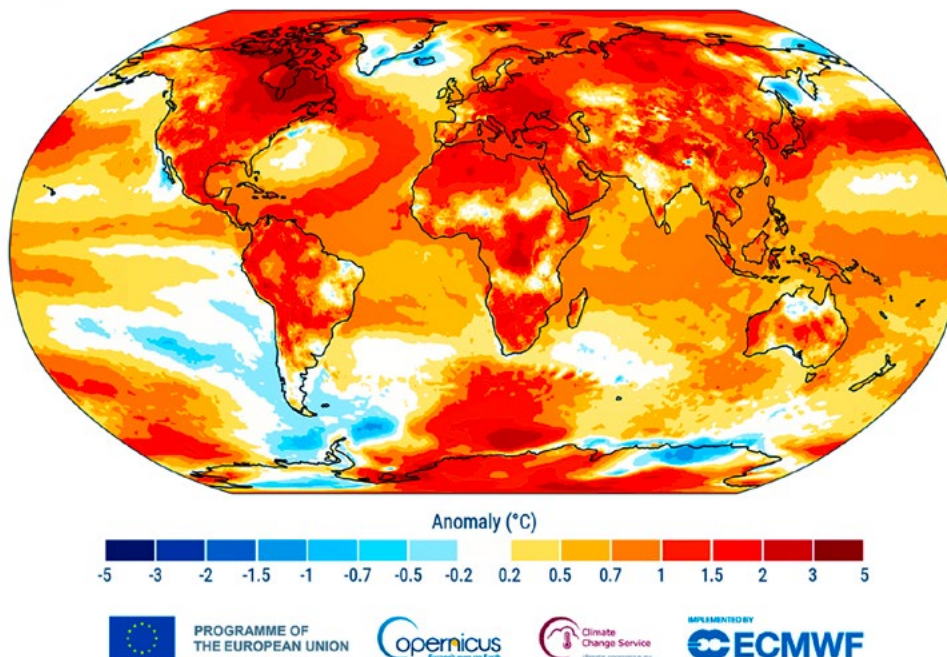 Anomaly (°C)
-5 -3 -2 -1.5 -1 -0.7 -0.5 -0.2 0.2 0.5 0.7 1 1.5 2 3 5
PROGRAMME OF
THE EUROPEAN UNION
Copernicus
Climate
Change Service
IMPLEMENTED BY
ECMWF